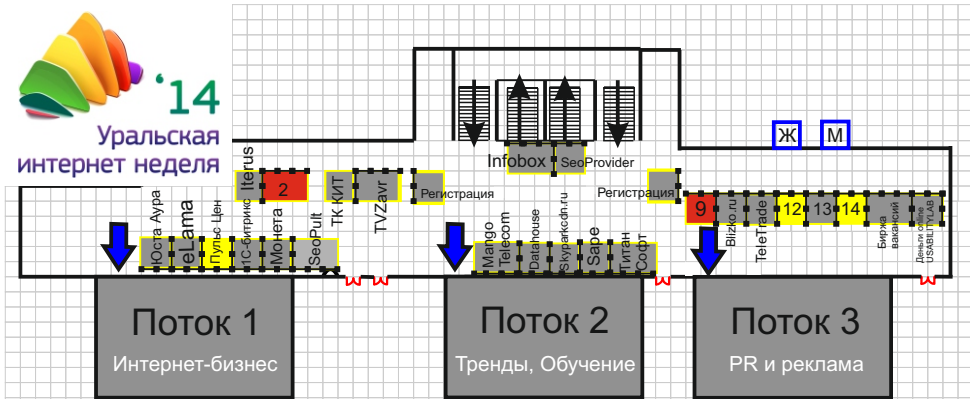 ‘14
Уральская
интернет неделя
Ж
М
Infobox
SeoProvider
Iterus
2
ТК КИТ
TVZavr
Регистрация
Регистрация
9
Blizko.ru
TeleTrade
12
13
14
Биржа
вакансий
Деньги online
USABILITYLAB
Юста Аура
eLama
Пульс Цен
1С-битрикс
Монетта
SeoPult
Mango
Telecom
Datahouse
Skyparkcdn.ru
Sape
Титан
Софт
Поток 1
Интернет-бизнес
Поток 2
Тренды, Обучение
Поток 3
PR и реклама